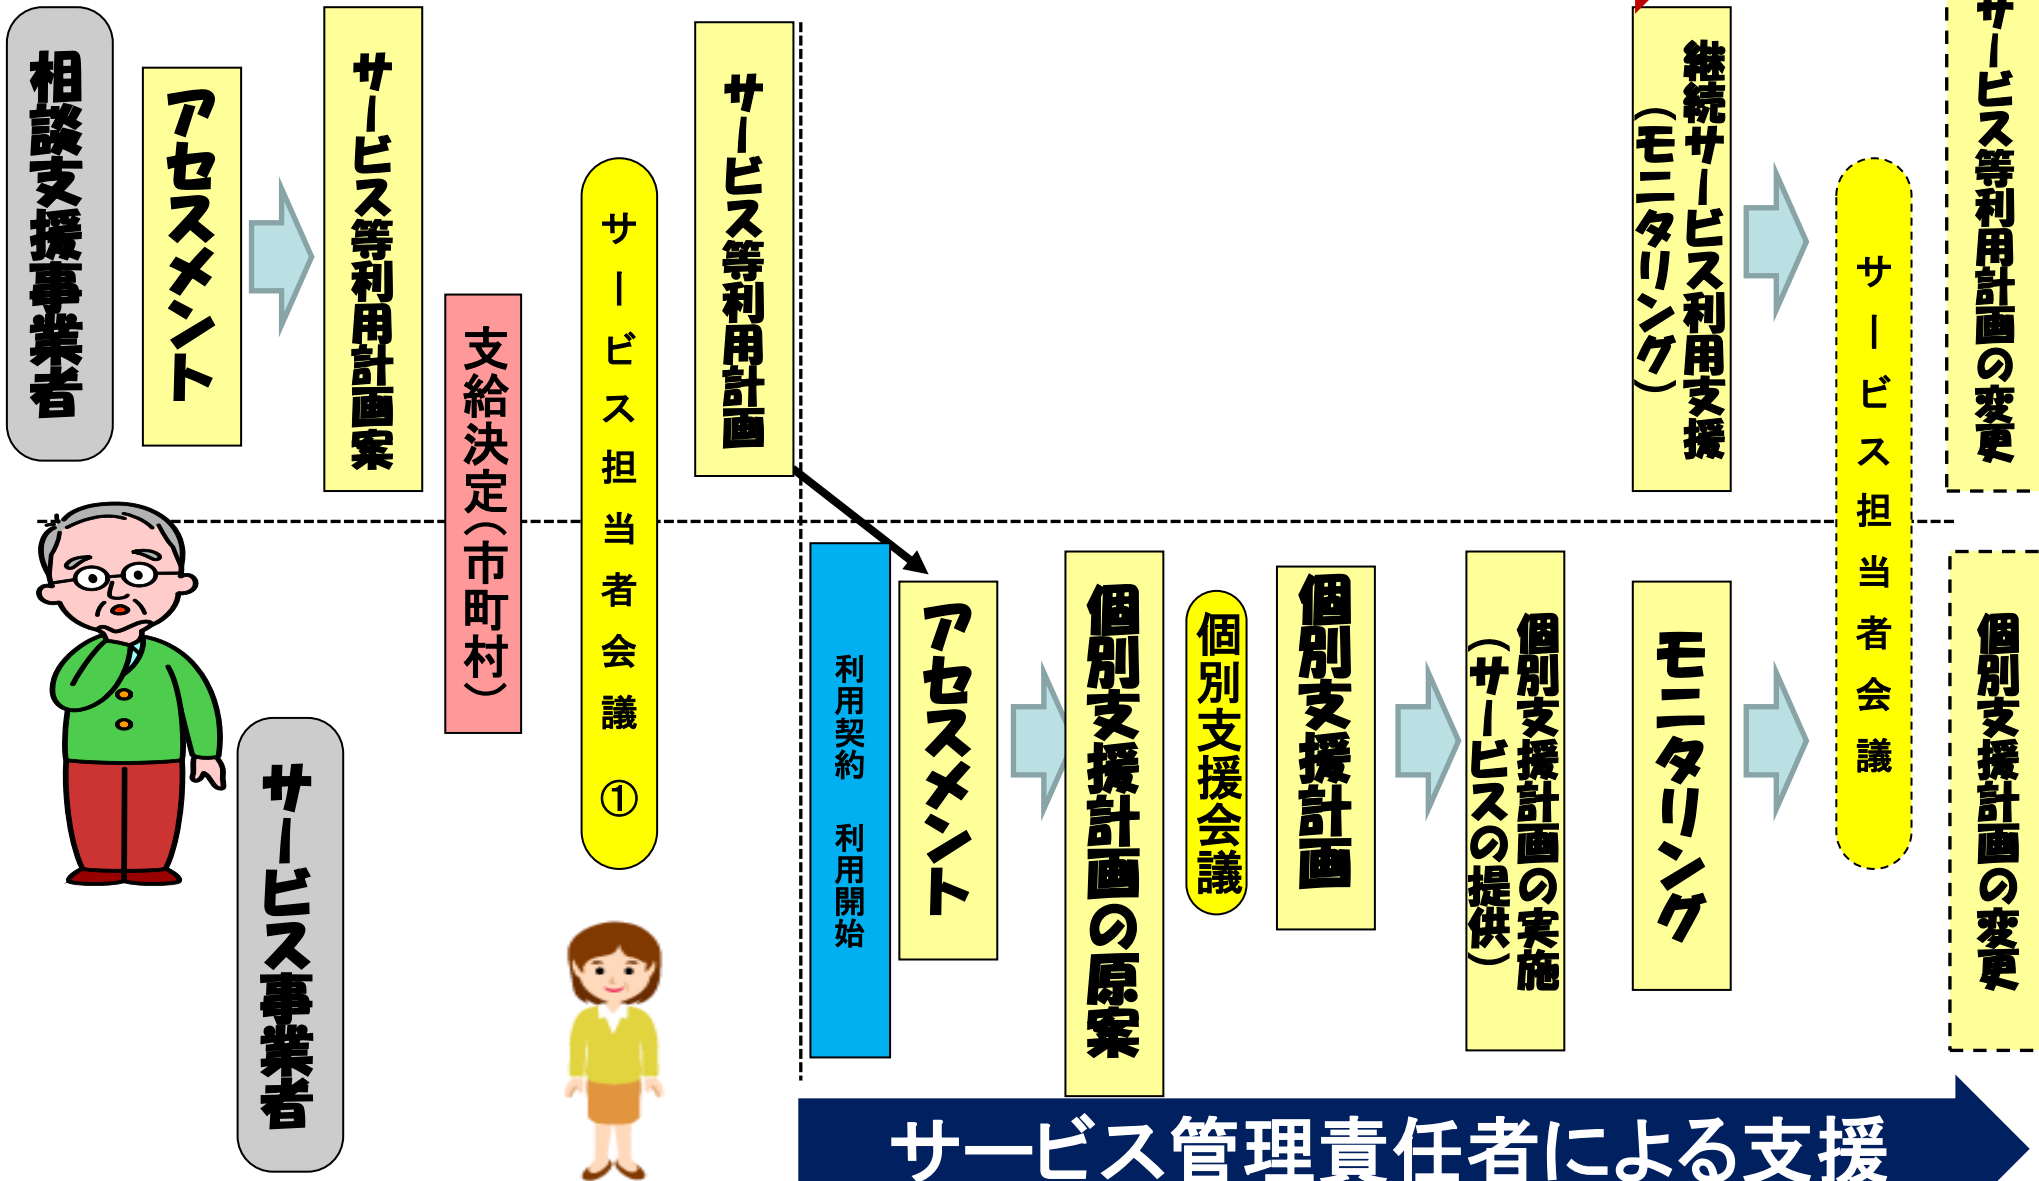 相談支援事業者
アセスメント
サービス等利用計画案
支給決定(市町村)
サービス担当者会議 ①
サービス等利用計画
継続サービス利用支援
(モニタリング)
サービス担当者会議
サービス等利用計画の変更
サービス事業者
利用契約 利用開始
アセスメント
個別支援計画の原案
個別支援会議
個別支援計画
個別支援計画の実施
(サービスの提供)
モニタリング
個別支援計画の変更
サービス管理責任者による支援